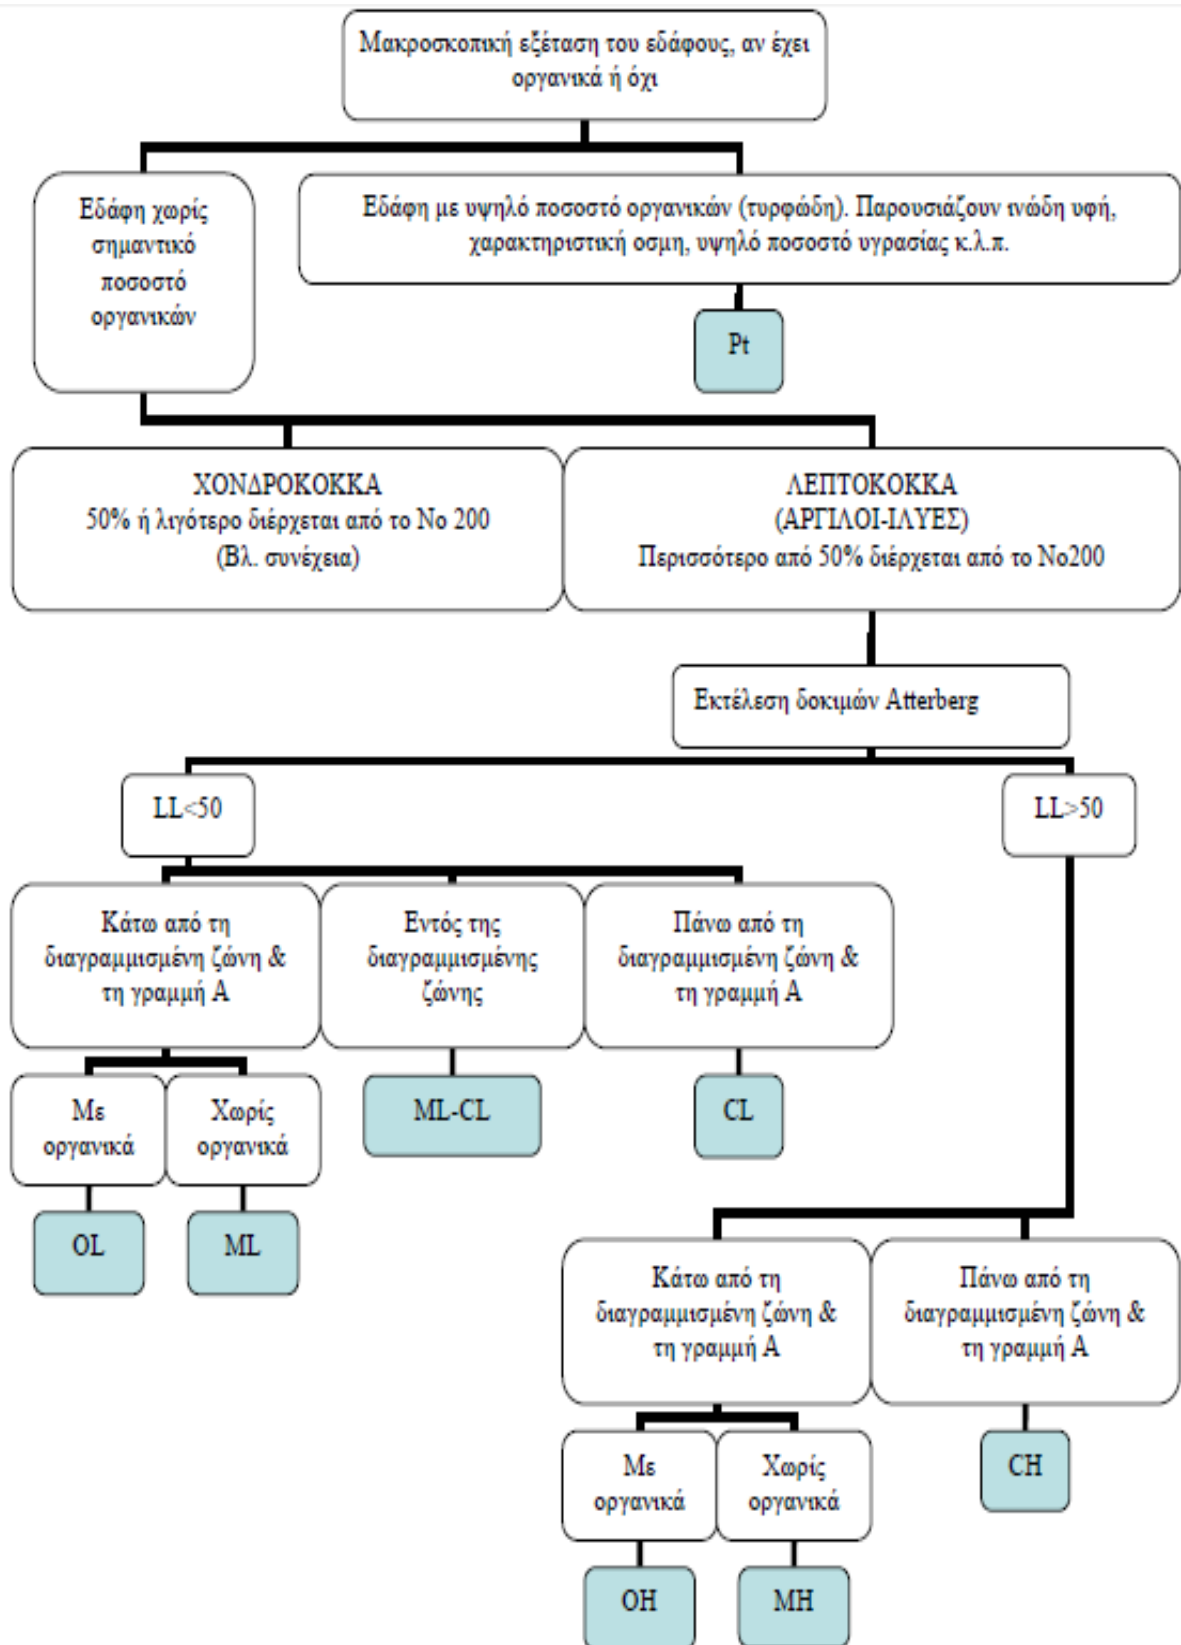 Μακροσκοπική εξέταση του εδάφους, αν έχει
οργανικά ή όχι
Εδάφη χωρίς
σημαντικό
ποσοστό
οργανικών
Εδάφη με υψηλό ποσοστό οργανικών (τυρφώδη). Παρουσιάζουν ινώδη υφή,
χαρακτηριστική οσμη, υψηλό ποσοστό υγρασίας κ.λ.π.
Pt
ΧΟΝΔΡΟΚΟΚΚΑ
50% ή λιγότερο διέρχεται από το Νο 200
(Βλ. συνέχεια)
ΛΕΠΤΟΚΟΚΚΑ
(ΑΡΓΙΛΟΙ-ΙΛΥΕΣ)
Περισσότερο από 50% διέρχεται από το Νο200
Εκτέλεση δοκιμών Atterberg
LL<50
LL>50
Κάτω από τη
διαγραμμισμένη ζώνη &
τη γραμμή Α
Εντός της
διαγραμμισμένης
ζώνης
Πάνω από τη
διαγραμμισμένη ζώνη &
τη γραμμή Α
Με
οργανικά
Χωρίς
οργανικά
ML-CL
CL
OL
ML
Κάτω από τη
διαγραμμισμένη ζώνη &
τη γραμμή Α
Πάνω από τη
διαγραμμισμένη ζώνη &
τη γραμμή Α
Με
οργανικά
Χωρίς
οργανικά
CH
OH
MH